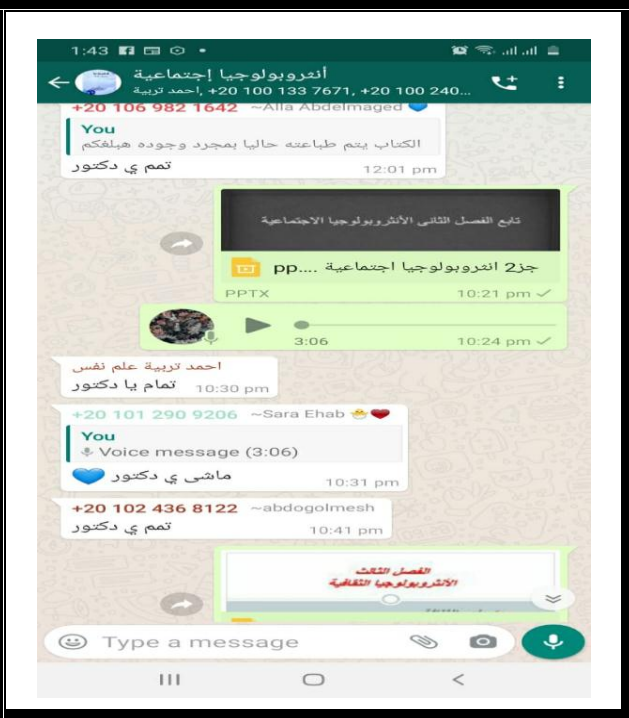 1:43
أنثروبولوجيا إجتماعية
احمد تربية, +20 100 133 7671, +20 100 240...
+20 106 982 1642 ~Alla Abdelmaged 💙
You
الكتاب يتم طباعته حاليا بمجرد وجوده هبلغكم
تمم ي دكتور
12:01 pm
تابع الفصل الثانى الأنثروبولوجيا الاجتماعية
جز2 انثروبولوجيا اجتماعية ....pp
PPTX 10:21 pm
3:06 10:24 pm
احمد تربية علم نفس
تمام يا دكتور
10:30 pm
+20 101 290 9206 ~Sara Ehab 🐣❤
You
Voice message (3:06)
ماشى ي دكتور 💙
10:31 pm
+20 102 436 8122 ~abdogolmesh
تمم ي دكتور
10:41 pm
الفصل الثالث
الأنثروبولوجيا الثقافية
Type a message